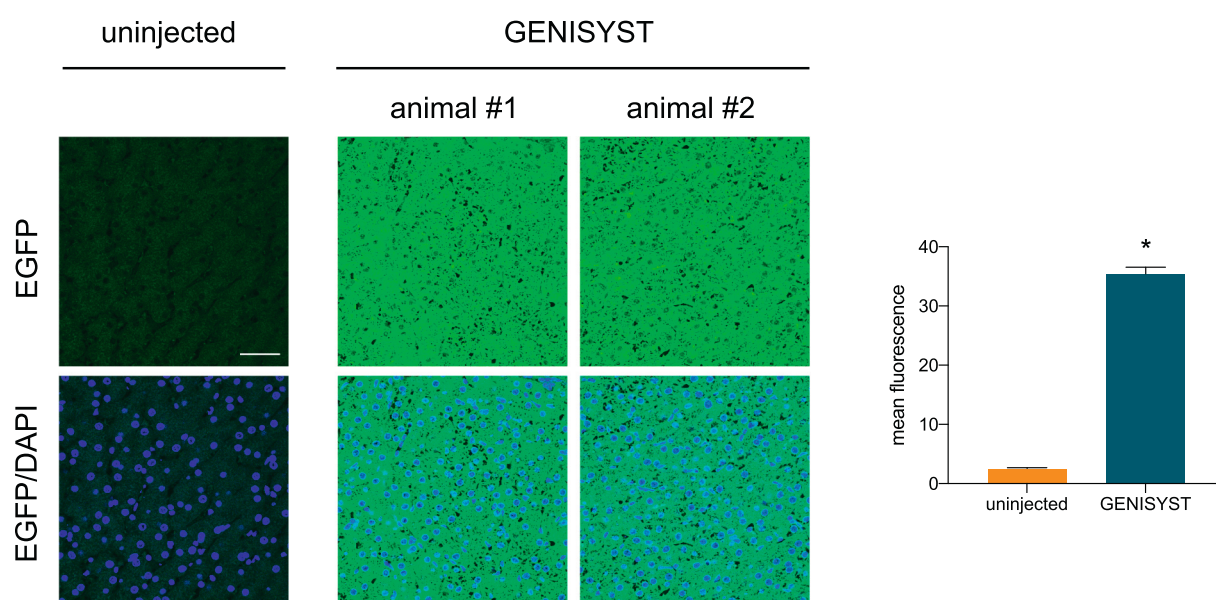 uninjected
GENISYST
animal #1
animal #2
EGFP
EGFP/DAPI
*
40
30
20
10
0
mean fluorescence
uninjected
GENISYST